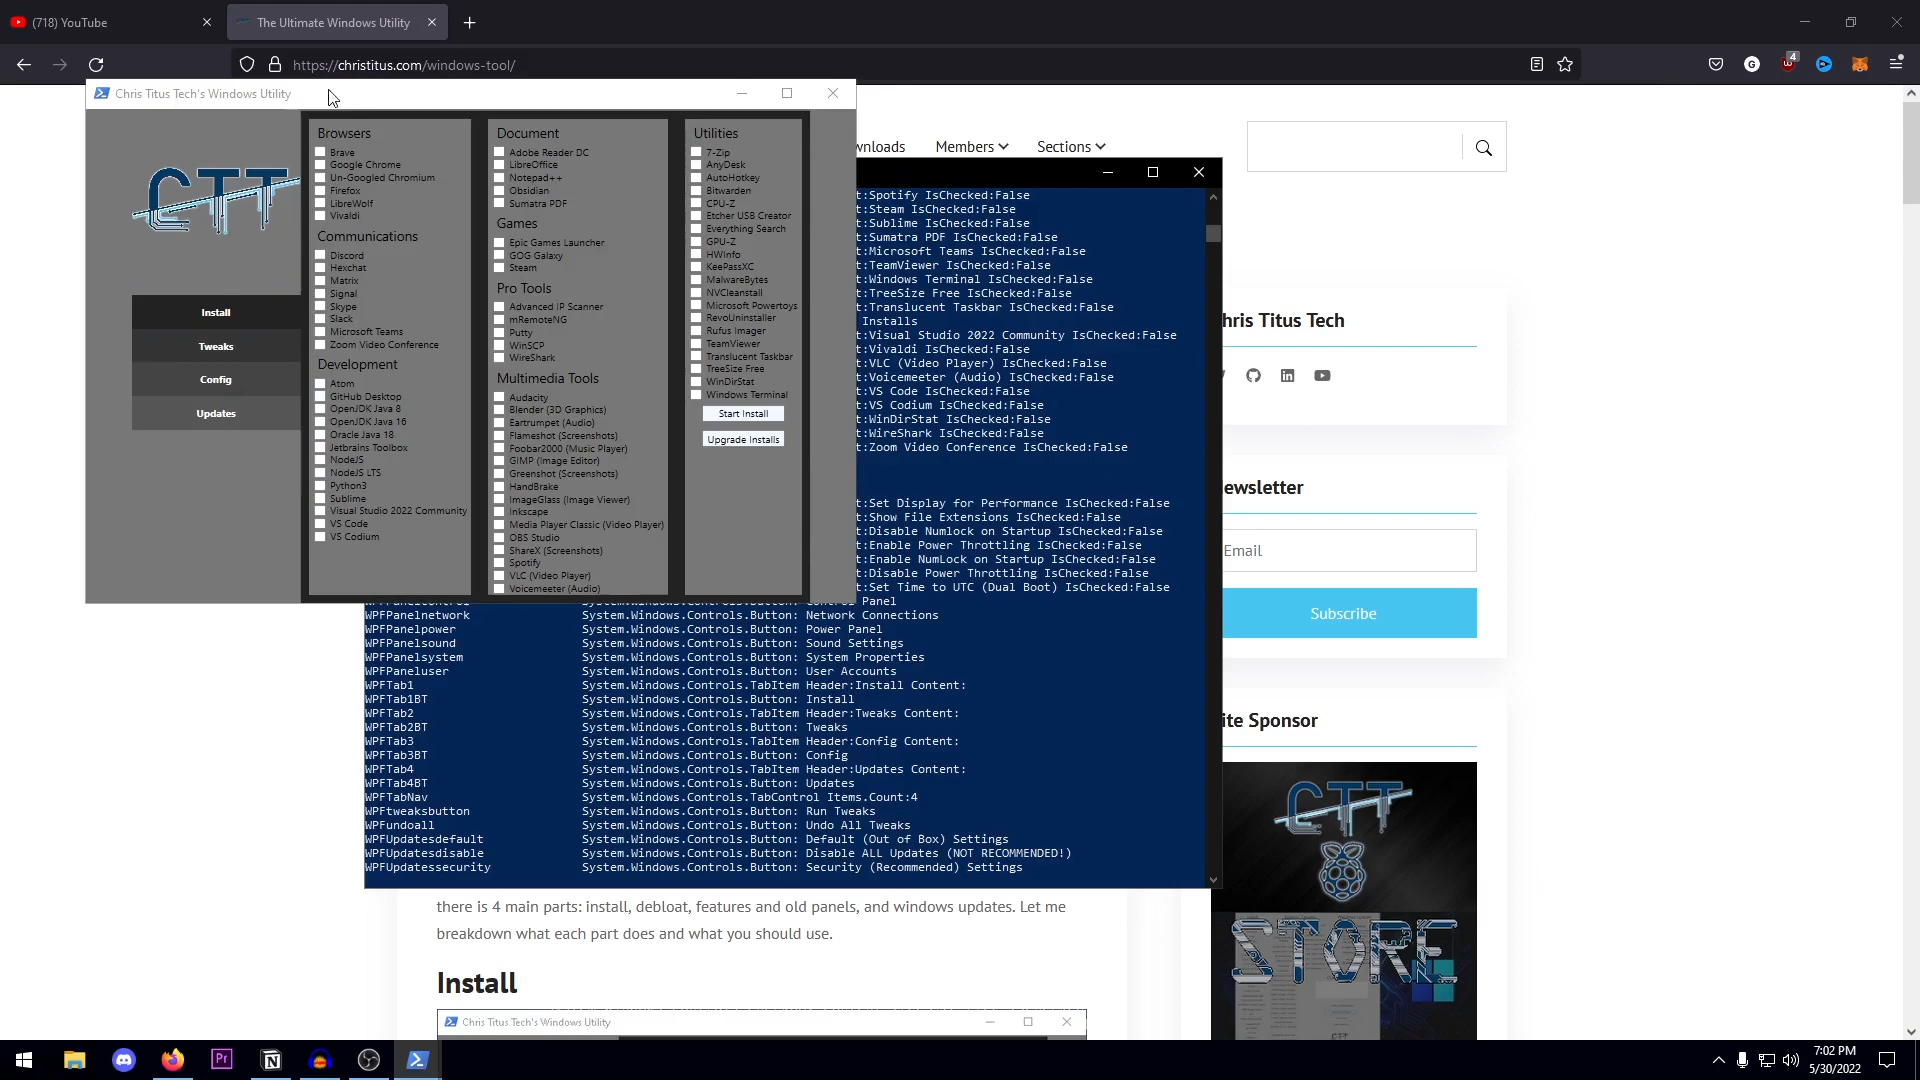 (718) YouTube
The Ultimate Windows Utility
https://christitus.com/windows-tool/
4
Chris Titus Tech's Windows Utility
CTT
Install
Tweaks
Config
Updates
Browsers
Brave
Google Chrome
Un-Googled Chromium
Firefox
LibreWolf
Vivaldi
Communications
Discord
Hexchat
Matrix
Signal
Skype
Slack
Microsoft Teams
Zoom Video Conference
Development
Atom
GitHub Desktop
OpenJDK Java 8
OpenJDK Java 16
Oracle Java 18
Jetbrains Toolbox
NodeJS
NodeJS LTS
Python3
Sublime
Visual Studio 2022 Community
VS Code
VS Codium
Document
Adobe Reader DC
LibreOffice
Notepad++
Obsidian
Sumatra PDF
Games
Epic Games Launcher
GOG Galaxy
Steam
Pro Tools
Advanced IP Scanner
mRemoteNG
Putty
WinSCP
WireShark
Multimedia Tools
Audacity
Blender (3D Graphics)
Eartrumpet (Audio)
Flameshot (Screenshots)
Foobar2000 (Music Player)
GIMP (Image Editor)
Greenshot (Screenshots)
HandBrake
ImageGlass (Image Viewer)
Inkscape
Media Player Classic (Video Player)
OBS Studio
ShareX (Screenshots)
Spotify
VLC (Video Player)
Voicemeeter (Audio)
Utilities
7-Zip
AnyDesk
AutoHotkey
Bitwarden
CPU-Z
Etcher USB Creator
Everything Search
GPU-Z
HWInfo
KeePassXC
MalwareBytes
NVCleanstall
Microsoft Powertoys
RevoUninstaller
Rufus Imager
TeamViewer
Translucent Taskbar
TreeSize Free
WinDirStat
Windows Terminal
Start Install
Upgrade Installs
wnloads Members Sections
t:Spotify IsChecked:False
t:Steam IsChecked:False
t:Sublime IsChecked:False
t:Sumatra PDF IsChecked:False
t:Microsoft Teams IsChecked:False
t:TeamViewer IsChecked:False
t:Windows Terminal IsChecked:False
t:TreeSize Free IsChecked:False
t:Translucent Taskbar IsChecked:False
Installs
t:Visual Studio 2022 Community IsChecked:False
t:Vivaldi IsChecked:False
t:VLC (Video Player) IsChecked:False
t:Voicemeeter (Audio) IsChecked:False
t:VS Code IsChecked:False
t:VS Codium IsChecked:False
t:WinDirStat IsChecked:False
t:WireShark IsChecked:False
t:Zoom Video Conference IsChecked:False
t:Set Display for Performance IsChecked:False
t:Show File Extensions IsChecked:False
t:Disable Numlock on Startup IsChecked:False
t:Enable Power Throttling IsChecked:False
t:Enable NumLock on Startup IsChecked:False
t:Disable Power Throttling IsChecked:False
t:Set Time to UTC (Dual Boot) IsChecked:False
WPFPanelcontrol System.Windows.Controls.Button: Control Panel
WPFPanelnetwork System.Windows.Controls.Button: Network Connections
WPFPanelpower System.Windows.Controls.Button: Power Panel
WPFPanelsound System.Windows.Controls.Button: Sound Settings
WPFPanelsystem System.Windows.Controls.Button: System Properties
WPFPaneluser System.Windows.Controls.Button: User Accounts
WPFTab1 System.Windows.Controls.TabItem Header:Install Content:
WPFTab1BT System.Windows.Controls.Button: Install
WPFTab2 System.Windows.Controls.TabItem Header:Tweaks Content:
WPFTab2BT System.Windows.Controls.Button: Tweaks
WPFTab3 System.Windows.Controls.TabItem Header:Config Content:
WPFTab3BT System.Windows.Controls.Button: Config
WPFTab4 System.Windows.Controls.TabItem Header:Updates Content:
WPFTab4BT System.Windows.Controls.Button: Updates
WPFTabNav System.Windows.Controls.TabControl Items.Count:4
WPFtweaksbutton System.Windows.Controls.Button: Run Tweaks
WPFundoall System.Windows.Controls.Button: Undo All Tweaks
WPFUpdatesdefault System.Windows.Controls.Button: Default (Out of Box) Settings
WPFUpdatesdisable System.Windows.Controls.Button: Disable ALL Updates (NOT RECOMMENDED!)
WPFUpdatessecurity System.Windows.Controls.Button: Security (Recommended) Settings
there is 4 main parts: install, debloat, features and old panels, and windows updates. Let me
breakdown what each part does and what you should use.
Install
Chris Titus Tech's Windows Utility
hris Titus Tech
ewsletter
Email
Subscribe
ite Sponsor
CTT
STORE
7:02 PM
5/30/2022